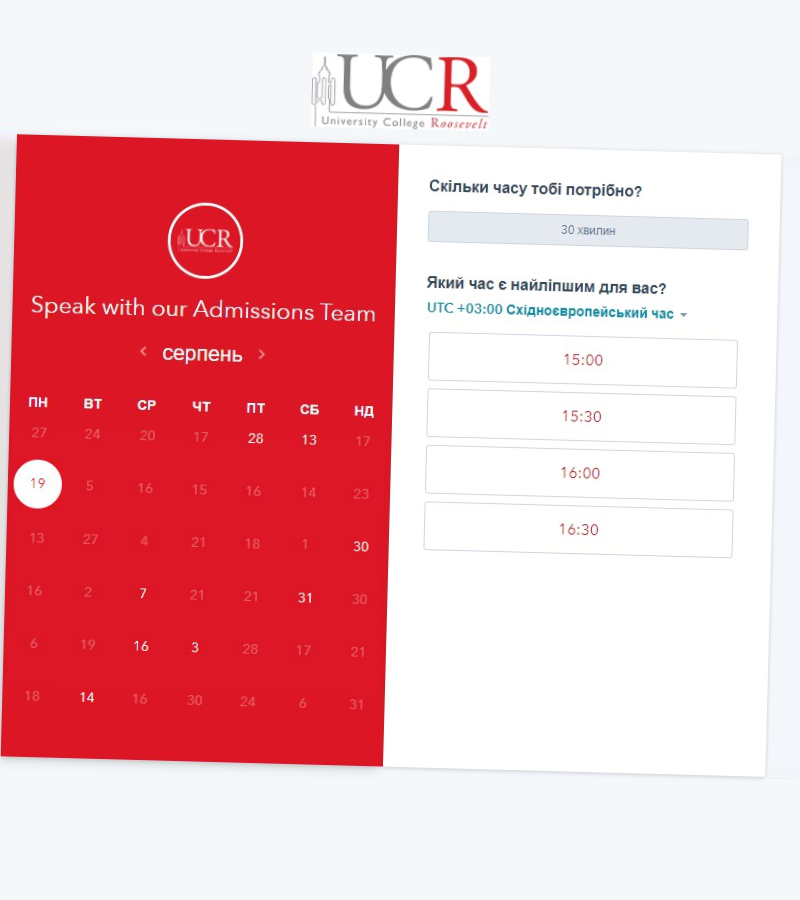 UCR
University College Roosevelt
UCR
Speak with our Admissions Team
серпень
ПН ВТ СР ЧТ ПТ СБ НД
27 24 20 17 28 13 17
19 5 16 15 16 14 23
13 27 4 21 18 1 30
16 2 7 21 21 31 30
6 19 16 3 28 17 21
18 14 16 30 24 6 31
Скільки часу тобі потрібно?
30 хвилин
Який час є найліпшим для вас?
UTC +03:00 Східноєвропейський час
15:00
15:30
16:00
16:30